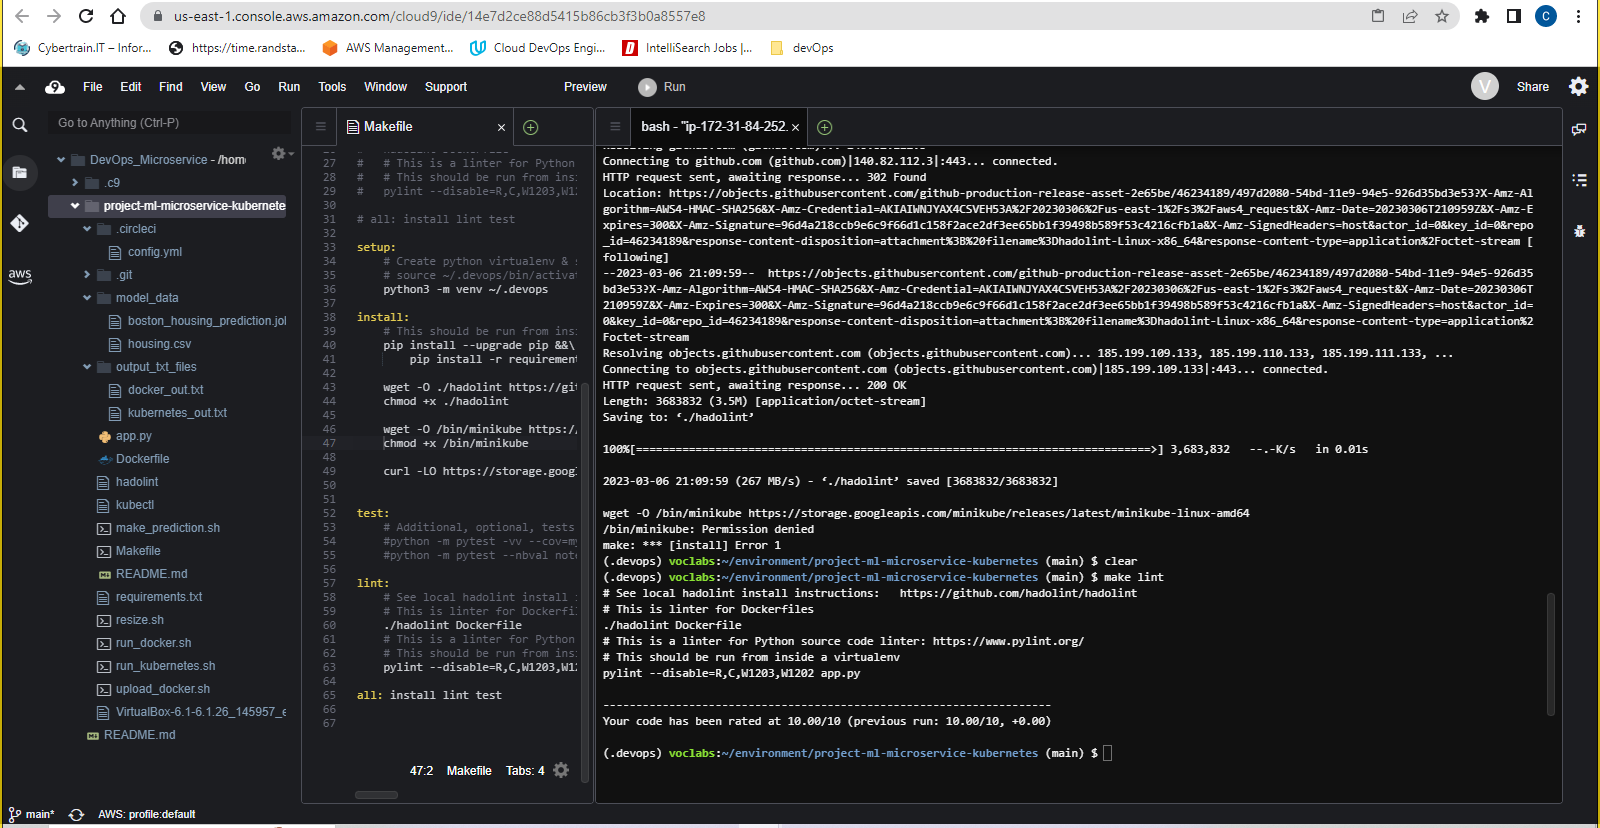 us-east-1.console.aws.amazon.com/cloud9/ide/14e7d2ce88d5415b86cb3f3b0a8557e8
C
Cybertrain.IT – Infor...
https://time.randsta...
AWS Management...
Cloud DevOps Engi...
IntelliSearch Jobs |...
devOps
9 File Edit Find View Go Run Tools Window Support Preview Run V Share
Go to Anything (Ctrl-P)
DevOps_Microservice - /hom
.c9
project-ml-microservice-kubernete
.circleci
config.yml
.git
model_data
boston_housing_prediction.jol
housing.csv
output_txt_files
docker_out.txt
kubernetes_out.txt
app.py
Dockerfile
hadolint
kubectl
make_prediction.sh
Makefile
README.md
requirements.txt
resize.sh
run_docker.sh
run_kubernetes.sh
upload_docker.sh
VirtualBox-6.1-6.1.26_145957_e
README.md
aws
Makefile ×
27 # # This is a linter for Python
28 # # This should be run from insi
29 # pylint --disable=R,C,W1203,W12
30
31 # all: install lint test
32
33 setup:
34 # Create python virtualenv & s
35 # source ~/.devops/bin/activat
36 python3 -m venv ~/.devops
37
38 install:
39 # This should be run from insi
40 pip install --upgrade pip &&\
41 pip install -r requirement
42
43 wget -O ./hadolint https://git
44 chmod +x ./hadolint
45
46 wget -O /bin/minikube https:/
47 chmod +x /bin/minikube
48
49 curl -LO https://storage.goog
50
51
52 test:
53 # Additional, optional, tests
54 #python -m pytest -vv --cov=my
55 #python -m pytest --nbval note
56
57 lint:
58 # See local hadolint install i
59 # This is linter for Dockerfil
60 ./hadolint Dockerfile
61 # This is a linter for Python
62 # This should be run from insi
63 pylint --disable=R,C,W1203,W12
64
65 all: install lint test
66
67
47:2 Makefile Tabs: 4
bash - "ip-172-31-84-252. ×
Connecting to github.com (github.com)|140.82.112.3|:443... connected.
HTTP request sent, awaiting response... 302 Found
Location: https://objects.githubusercontent.com/github-production-release-asset-2e65be/46234189/497d2080-54bd-11e9-94e5-926d35bd3e53?X-Amz-Al
gorithm=AWS4-HMAC-SHA256&X-Amz-Credential=AKIAIWNJYAX4CSVEH53A%2F20230306%2Fus-east-1%2Fs3%2Faws4_request&X-Amz-Date=20230306T210959Z&X-Amz-E
xpires=300&X-Amz-Signature=96d4a218ccb9e6c9f66d1c158f2ace2df3ee65bb1f39498b589f53c4216cfb1a&X-Amz-SignedHeaders=host&actor_id=0&key_id=0&repo
_id=46234189&response-content-disposition=attachment%3B%20filename%3Dhadolint-Linux-x86_64&response-content-type=application%2Foctet-stream [
following]
--2023-03-06 21:09:59-- https://objects.githubusercontent.com/github-production-release-asset-2e65be/46234189/497d2080-54bd-11e9-94e5-926d35
bd3e53?X-Amz-Algorithm=AWS4-HMAC-SHA256&X-Amz-Credential=AKIAIWNJYAX4CSVEH53A%2F20230306%2Fus-east-1%2Fs3%2Faws4_request&X-Amz-Date=20230306T
210959Z&X-Amz-Expires=300&X-Amz-Signature=96d4a218ccb9e6c9f66d1c158f2ace2df3ee65bb1f39498b589f53c4216cfb1a&X-Amz-SignedHeaders=host&actor_id=
0&key_id=0&repo_id=46234189&response-content-disposition=attachment%3B%20filename%3Dhadolint-Linux-x86_64&response-content-type=application%2
Foctet-stream
Resolving objects.githubusercontent.com (objects.githubusercontent.com)... 185.199.109.133, 185.199.110.133, 185.199.111.133, ...
Connecting to objects.githubusercontent.com (objects.githubusercontent.com)|185.199.109.133|:443... connected.
HTTP request sent, awaiting response... 200 OK
Length: 3683832 (3.5M) [application/octet-stream]
Saving to: ‘./hadolint’
100%[==============================================================================>] 3,683,832 --.-K/s in 0.01s
2023-03-06 21:09:59 (267 MB/s) - ‘./hadolint’ saved [3683832/3683832]
wget -O /bin/minikube https://storage.googleapis.com/minikube/releases/latest/minikube-linux-amd64
/bin/minikube: Permission denied
make: *** [install] Error 1
(.devops) voclabs:~/environment/project-ml-microservice-kubernetes (main) $ clear
(.devops) voclabs:~/environment/project-ml-microservice-kubernetes (main) $ make lint
# See local hadolint install instructions: https://github.com/hadolint/hadolint
# This is linter for Dockerfiles
./hadolint Dockerfile
# This is a linter for Python source code linter: https://www.pylint.org/
# This should be run from inside a virtualenv
pylint --disable=R,C,W1203,W1202 app.py
--------------------------------------------------------------------
Your code has been rated at 10.00/10 (previous run: 10.00/10, +0.00)
(.devops) voclabs:~/environment/project-ml-microservice-kubernetes (main) $
main* AWS: profile:default